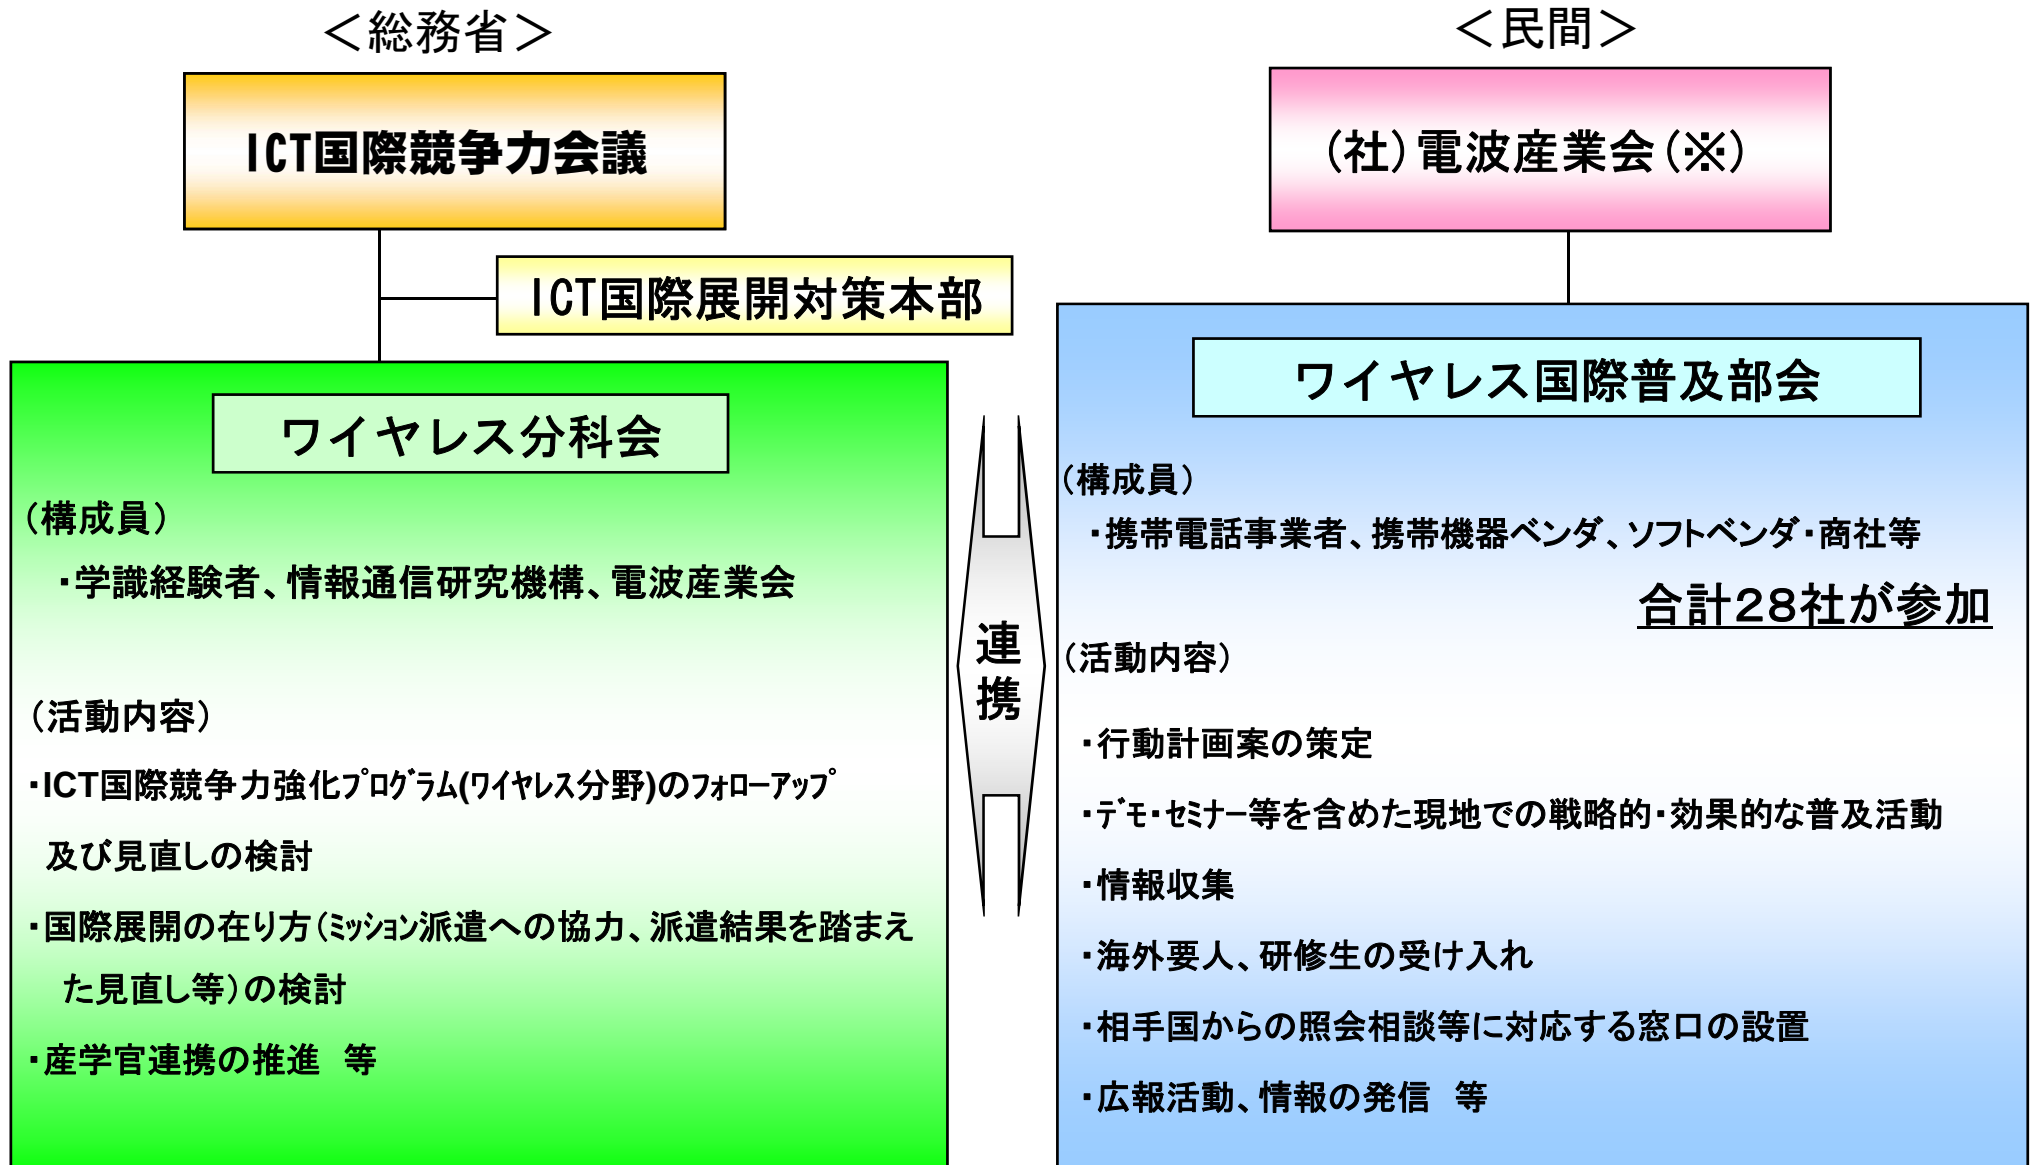 ＜総務省＞
ICT国際競争力会議
ICT国際展開対策本部
ワイヤレス分科会
（構成員）
・学識経験者、情報通信研究機構、電波産業会
（活動内容）
・ICT国際競争力強化ﾌﾟﾛｸﾞﾗﾑ(ﾜｲﾔﾚｽ分野)のﾌｫﾛｰｱｯﾌﾟ
及び見直しの検討
・国際展開の在り方（ﾐｯｼｮﾝ派遣への協力、派遣結果を踏まえ
た見直し等）の検討
・産学官連携の推進　等
連
携
＜民間＞
（社）電波産業会（※）
ワイヤレス国際普及部会
（構成員）
・携帯電話事業者、携帯機器ベンダ、ソフトベンダ・商社等
合計２８社が参加
（活動内容）
・行動計画案の策定
・ﾃﾞﾓ・ｾﾐﾅｰ等を含めた現地での戦略的・効果的な普及活動
・情報収集
・海外要人、研修生の受け入れ
・相手国からの照会相談等に対応する窓口の設置
・広報活動、情報の発信　等